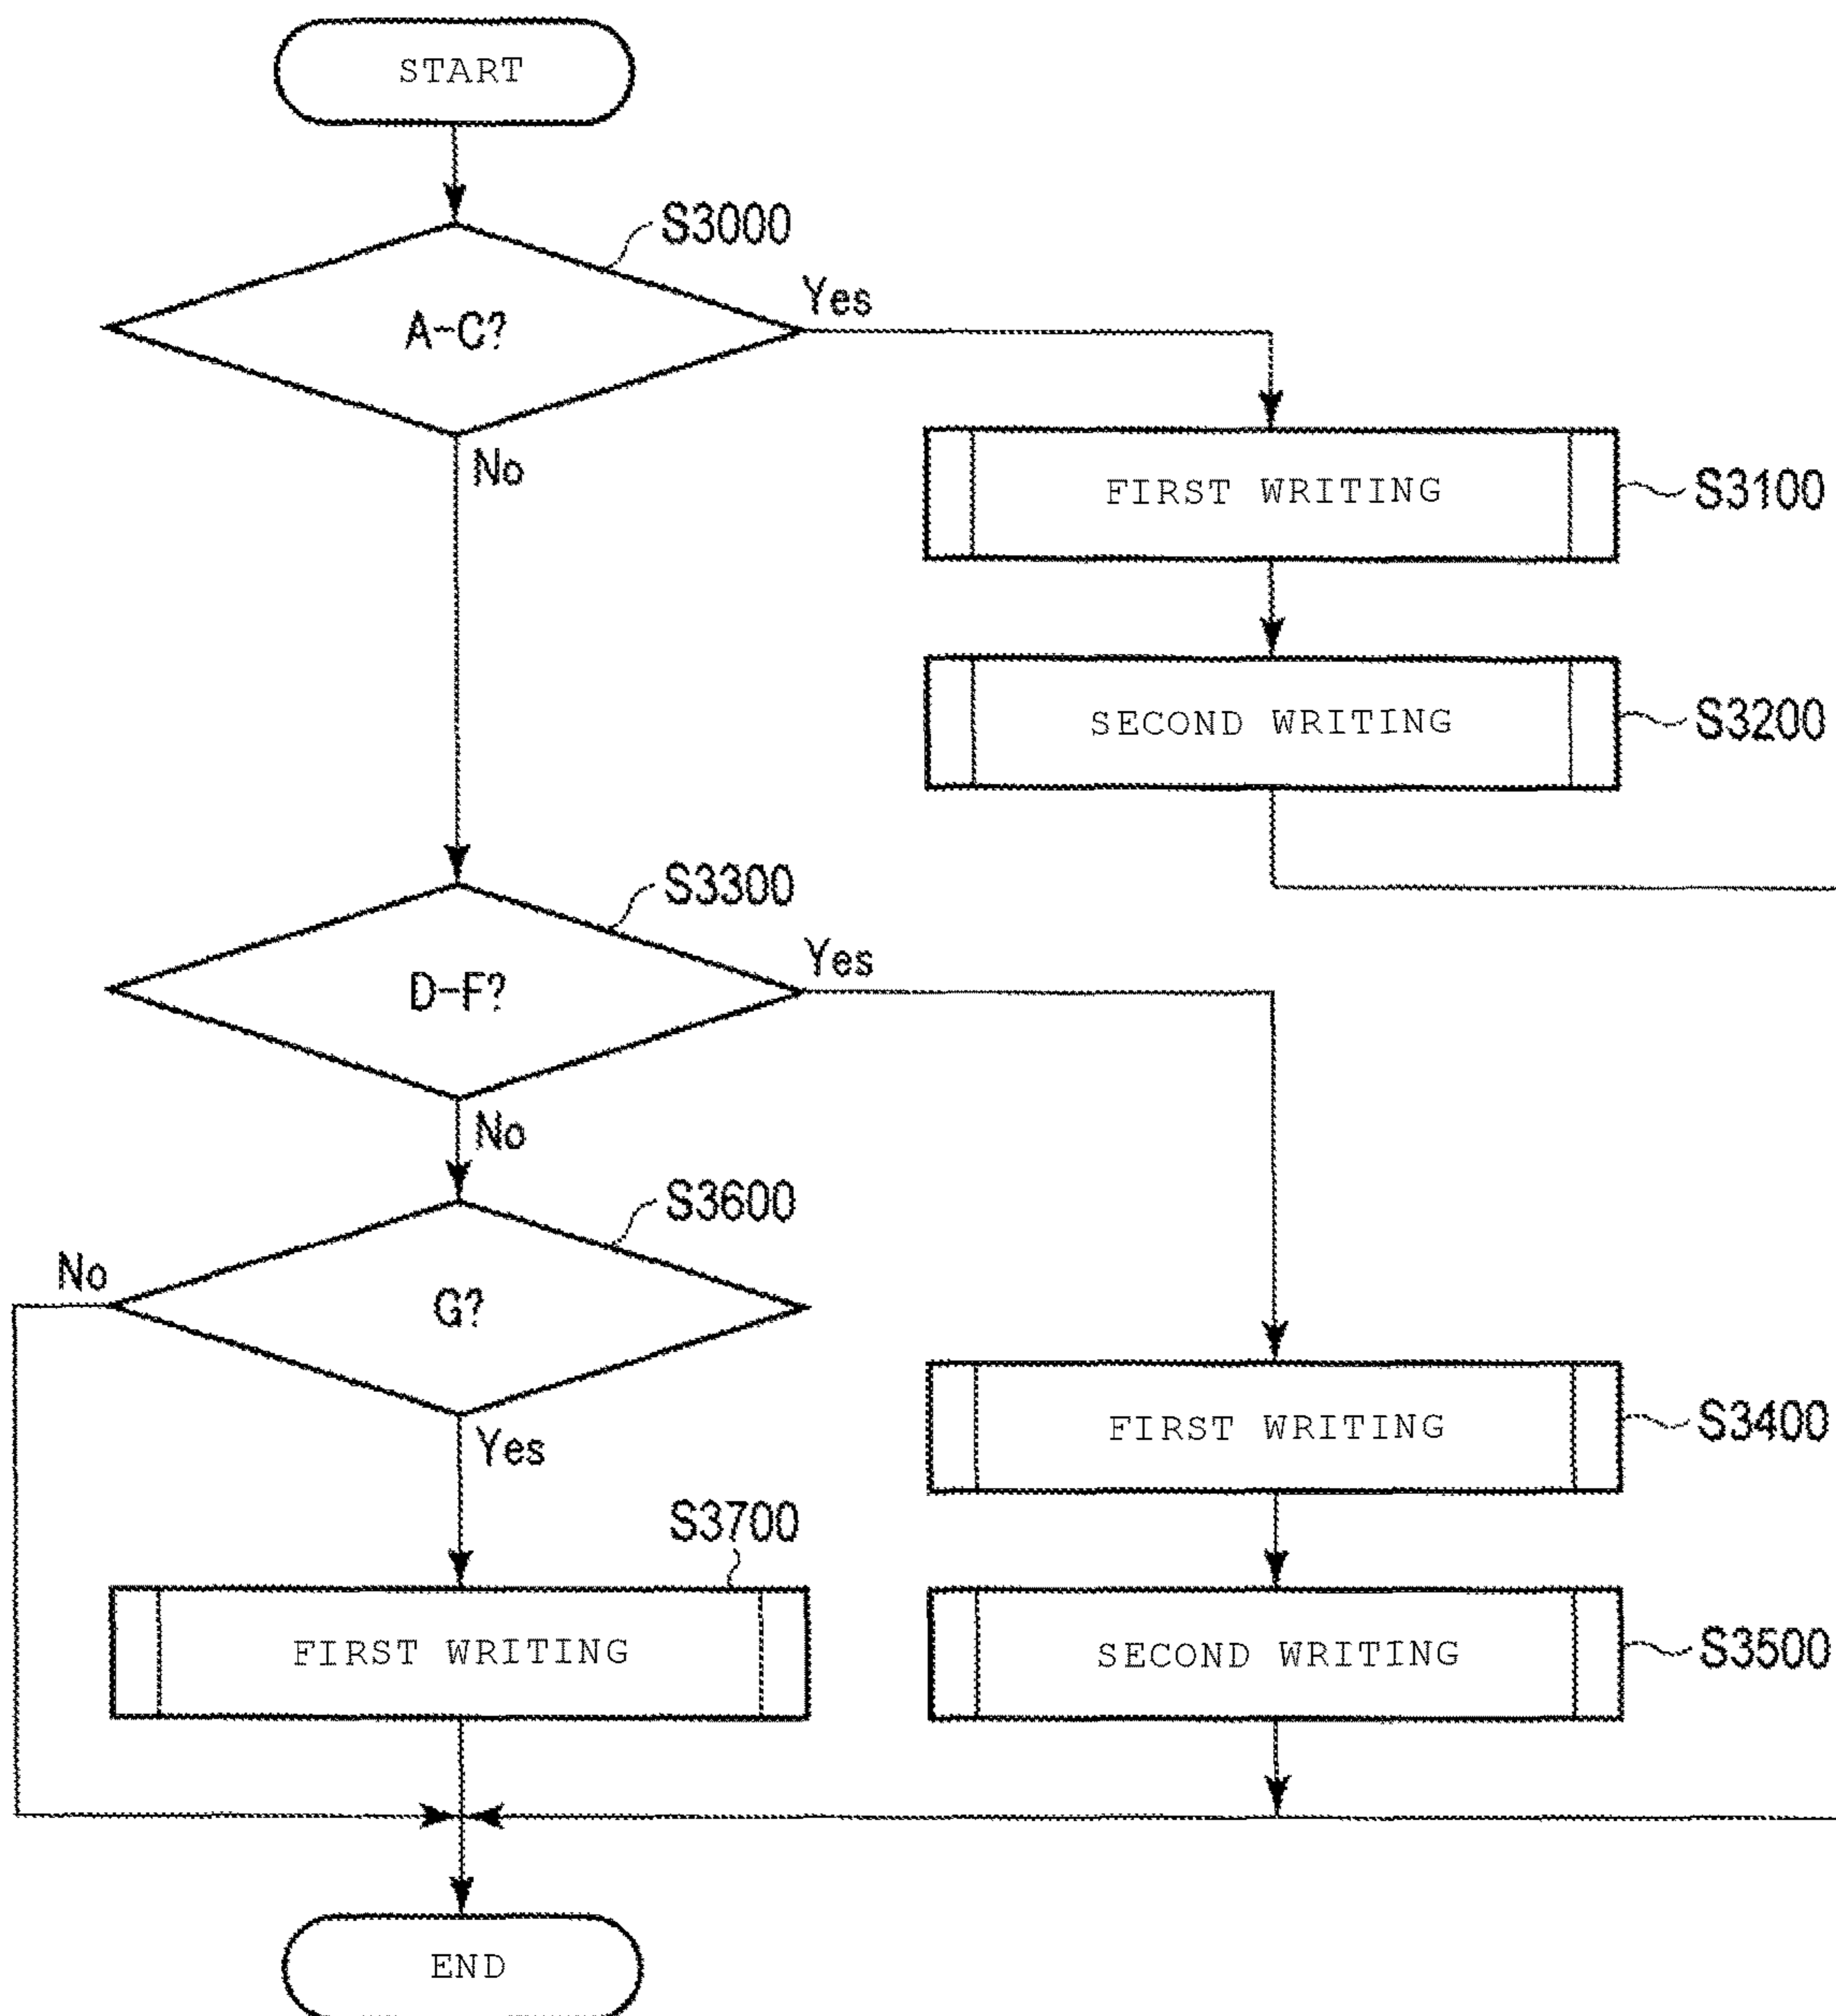 START
S3000
A-C?
Yes
No
FIRST WRITING
S3100
SECOND WRITING
S3200
S3300
D-F?
Yes
No
S3600
No
G?
Yes
FIRST WRITING
S3400
S3700
FIRST WRITING
SECOND WRITING
S3500
END